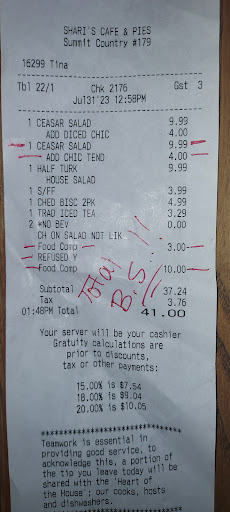 SHARI'S CAFE & PIES
Summit Country #179
16299 Tina
Tbl 22/1 Chk 2176 Gst 3
Jul31'23 12:58PM
1 CEASAR SALAD 9.99
ADD DICED CHIC 4.00
1 CEASAR SALAD 9.99
ADD CHIC TEND 4.00
1 HALF TURK 9.99
HOUSE SALAD
1 S/FF 3.99
1 CHED BISC 2PK 4.99
1 TRAD ICED TEA 3.29
2 *NO BEV 0.00
CH ON SALAD NOT LIK
Food Comp 3.00
REFUSED Y
Food Comp 10.00
Total !!
B.S.
Subtotal 37.24
Tax 3.76
01:48PM Total 41.00
Your server will be your cashier
Gratuity calculations are
prior to discounts,
tax or other payments:
15.00% is $7.54
18.00% is $9.04
20.00% is $10.05
********************************
Teamwork is essential in
providing good service, to
acknowledge this, a portion of
the tip you leave today will be
shared with the 'Heart of
the House'; our cooks, hosts
and dishwashers.
********************************